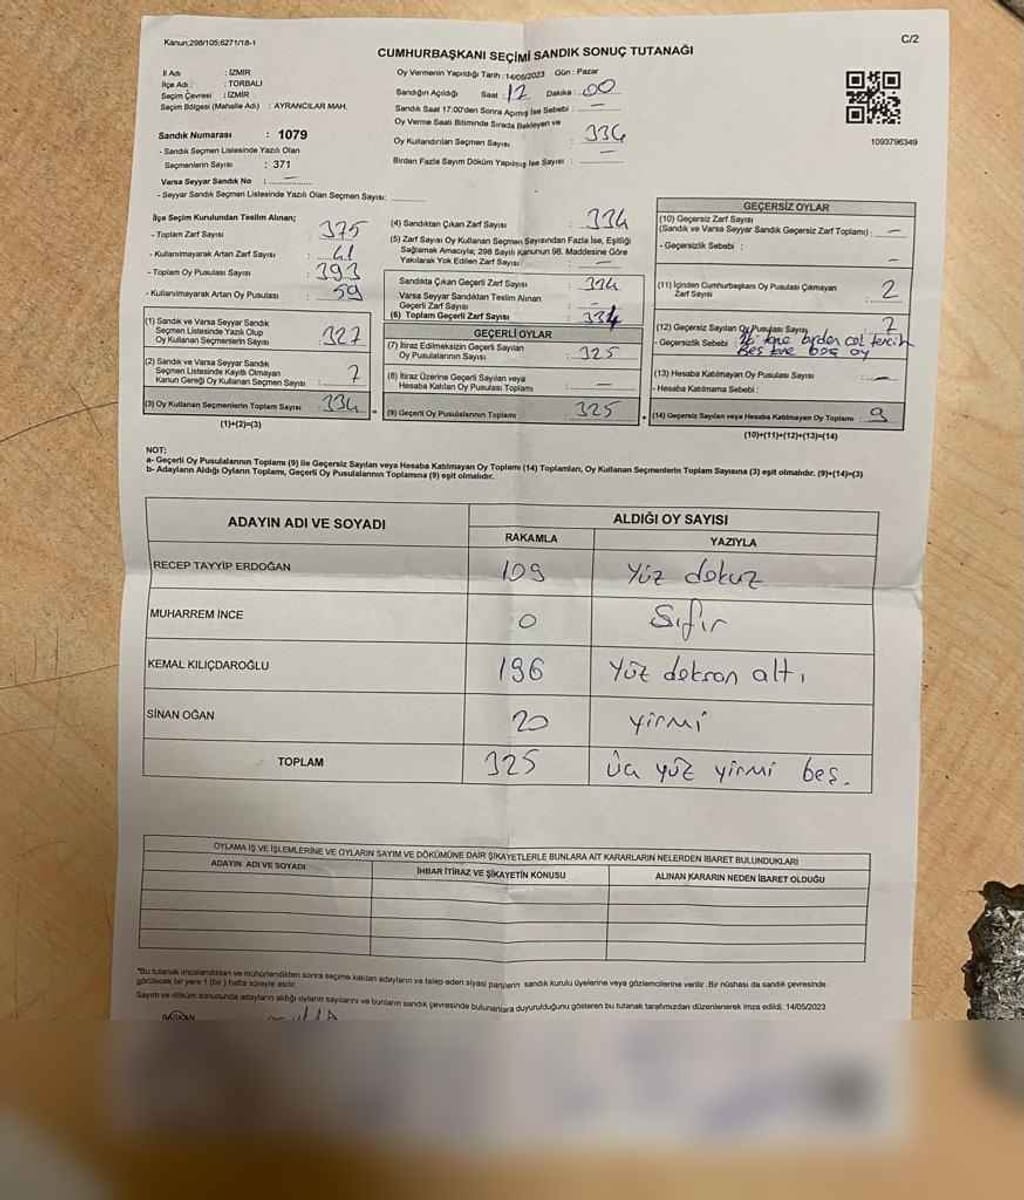 Kanun;298/105;6271/18-1
C/2
CUMHURBAŞKANI SEÇİMİ SANDIK SONUÇ TUTANAĞI
İl Adı : İZMİR
İlçe Adı : TORBALI
Seçim Çevresi : İZMİR
Seçim Bölgesi (Mahalle Adı) : AYRANCILAR MAH.
Oy Vermenin Yapıldığı Tarih :14/05/2023 Gün : Pazar
Sandığın Açıldığı Saat : 17 Dakika : 00
Sandık Saat 17:00'den Sonra Açılmış İse Sebebi : —
Oy Verme Saati Bitiminde Sırada Bekleyen ve
Oy Kullandırılan Seçmen Sayısı : 334
Birden Fazla Sayım Döküm Yapılmış İse Sayısı : —
1093796349
Sandık Numarası : 1079
- Sandık Seçmen Listesinde Yazılı Olan
Seçmenlerin Sayısı : 371
Varsa Seyyar Sandık No : —
- Seyyar Sandık Seçmen Listesinde Yazılı Olan Seçmen Sayısı:
İlçe Seçim Kurulundan Teslim Alınan;
- Toplam Zarf Sayısı : 375
- Kullanılmayarak Artan Zarf Sayısı : 41
- Toplam Oy Pusulası Sayısı : 393
- Kullanılmayarak Artan Oy Pusulası : 59
(1) Sandık ve Varsa Seyyar Sandık
Seçmen Listesinde Yazılı Olup
Oy Kullanan Seçmenlerin Sayısı : 327
(2) Sandık ve Varsa Seyyar Sandık
Seçmen Listesinde Kayıtlı Olmayan
Kanun Gereği Oy Kullanan Seçmen Sayısı : 7
(3) Oy Kullanan Seçmenlerin Toplam Sayısı 334
(1)+(2)=(3)
(4) Sandıktan Çıkan Zarf Sayısı : 334
(5) Zarf Sayısı Oy Kullanan Seçmen Sayısından Fazla İse, Eşitliği
Sağlamak Amacıyla; 298 Sayılı Kanunun 98. Maddesine Göre
Yakılarak Yok Edilen Zarf Sayısı : —
Sandıkta Çıkan Geçerli Zarf Sayısı : 334
Varsa Seyyar Sandıktan Teslim Alınan
Geçerli Zarf Sayısı : —
(6) Toplam Geçerli Zarf Sayısı : 334
GEÇERLİ OYLAR
(7) İtiraz Edilmeksizin Geçerli Sayılan
Oy Pusulalarının Sayısı : 325
(8) İtiraz Üzerine Geçerli Sayılan veya
Hesaba Katılan Oy Pusulası Toplamı : —
(9) Geçerli Oy Pusulalarının Toplamı : 325
GEÇERSİZ OYLAR
(10) Geçersiz Zarf Sayısı
(Sandık ve Varsa Seyyar Sandık Geçersiz Zarf Toplamı) : —
- Geçersizlik Sebebi : —
(11) İçinden Cumhurbaşkanı Oy Pusulası Çıkmayan
Zarf Sayısı : 2
(12) Geçersiz Sayılan Oy Pusulası Sayısı : 7
- Geçersizlik Sebebi : iki tane birden çok tercih
Beş tane boş oy
(13) Hesaba Katılmayan Oy Pusulası Sayısı : —
- Hesaba Katılmama Sebebi :
(14) Geçersiz Sayılan veya Hesaba Katılmayan Oy Toplamı : 9
(10)+(11)+(12)+(13)=(14)
NOT:
a- Geçerli Oy Pusulalarının Toplamı (9) ile Geçersiz Sayılan veya Hesaba Katılmayan Oy Toplamı (14) Toplamları, Oy Kullanan Seçmenlerin Toplam Sayısına (3) eşit olmalıdır. (9)+(14)=(3)
b- Adayların Aldığı Oyların Toplamı, Geçerli Oy Pusulalarının Toplamına (9) eşit olmalıdır.
ADAYIN ADI VE SOYADI
ALDIĞI OY SAYISI
RAKAMLA YAZIYLA
RECEP TAYYİP ERDOĞAN 109 Yüz dokuz
MUHARREM İNCE 0 Sıfır
KEMAL KILIÇDAROĞLU 196 Yüz doksan altı
SİNAN OĞAN 20 yirmi
TOPLAM 325 üç yüz yirmi beş.
OYLAMA İŞ VE İŞLEMLERİNE VE OYLARIN SAYIM VE DÖKÜMÜNE DAİR ŞİKAYETLERLE BUNLARA AİT KARARLARIN NELERDEN İBARET BULUNDUKLARI
ADAYIN ADI VE SOYADI İHBAR İTİRAZ VE ŞİKAYETİN KONUSU ALINAN KARARIN NEDEN İBARET OLDUĞU
*Bu tutanak imzalandıktan ve mühürlendikten sonra seçime katılan adayların ve talep eden siyasi partilerin sandık kurulu üyelerine veya gözlemcilerine verilir. Bir nüshası da sandık çevresinde
görülecek bir yere 1 (bir) hafta süreyle asılır.
Sayım ve döküm sonucunda adayların aldığı oyların sayılarını ve bunların sandık çevresinde bulunanlara duyurulduğunu gösteren bu tutanak tarafımızdan düzenlenerek imza edildi. 14/05/2023